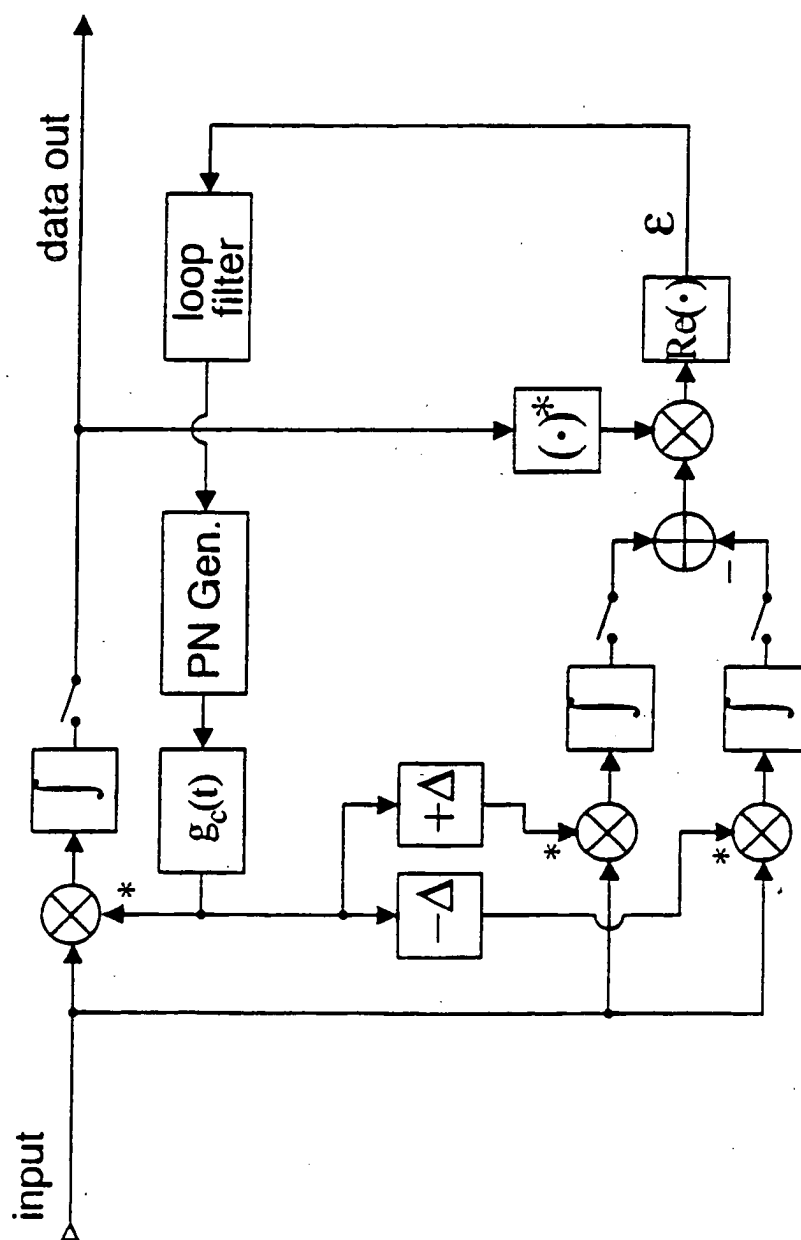 input
data out
∫
*
g_c(t)
PN Gen.
loop
filter
−Δ
+Δ
*
*
∫
∫
−
(·)*
Re(·)
ε